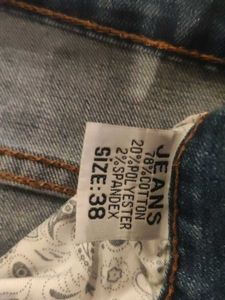 JEANS
78%COTTON
20%POLYESTER
2%SPANDEX
SIZE:38